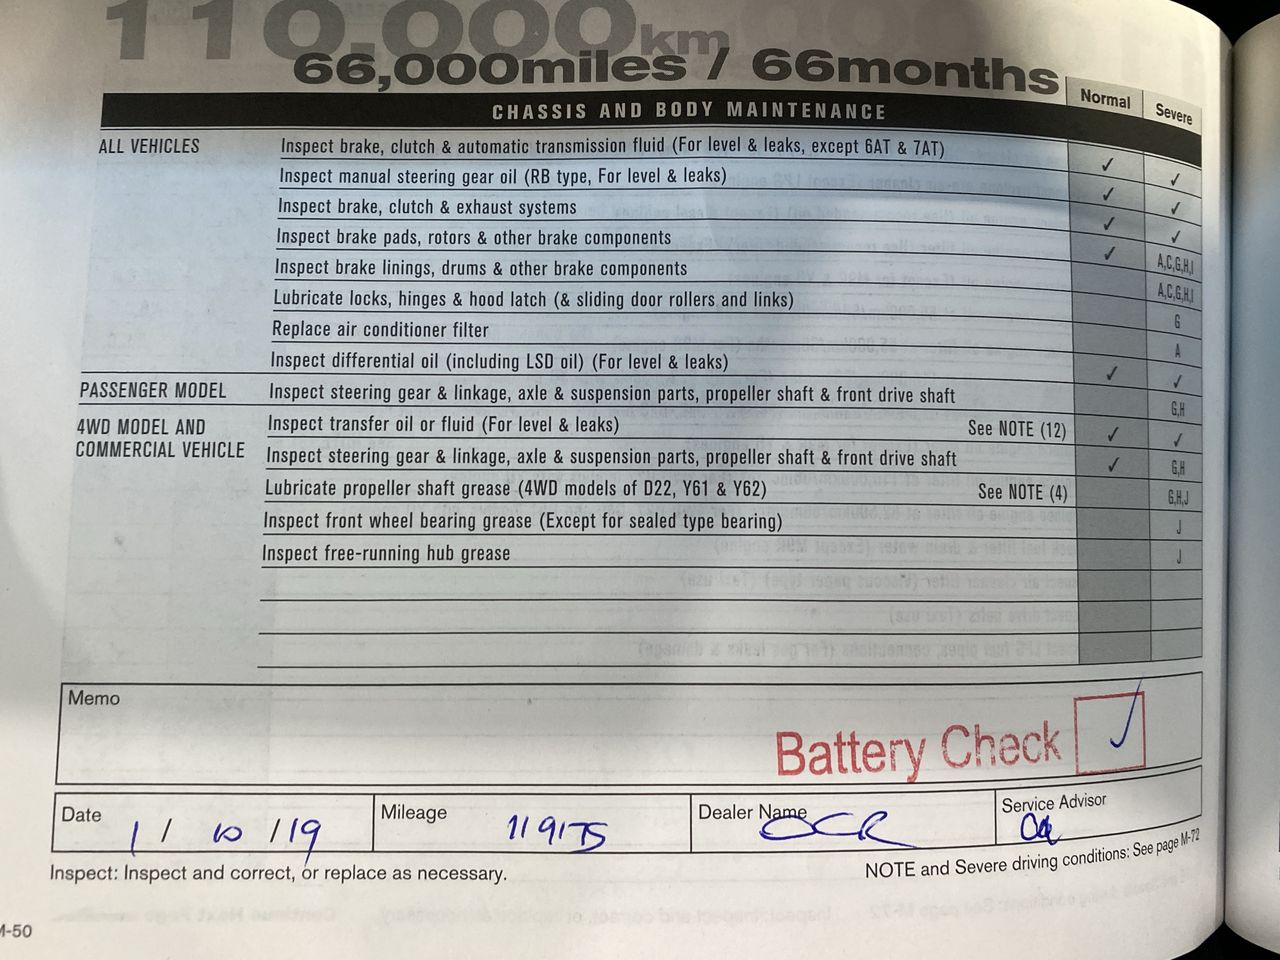 110,000km
66,000miles / 66months
CHASSIS AND BODY MAINTENANCE Normal Severe
ALL VEHICLES Inspect brake, clutch & automatic transmission fluid (For level & leaks, except 6AT & 7AT) ✓ ✓
Inspect manual steering gear oil (RB type, For level & leaks) ✓ ✓
Inspect brake, clutch & exhaust systems ✓ ✓
Inspect brake pads, rotors & other brake components ✓ A,C,G,H,I
Inspect brake linings, drums & other brake components A,C,G,H,I
Lubricate locks, hinges & hood latch (& sliding door rollers and links) G
Replace air conditioner filter A
Inspect differential oil (including LSD oil) (For level & leaks) ✓ ✓
PASSENGER MODEL Inspect steering gear & linkage, axle & suspension parts, propeller shaft & front drive shaft G,H
4WD MODEL AND Inspect transfer oil or fluid (For level & leaks) See NOTE (12) ✓ ✓
COMMERCIAL VEHICLE Inspect steering gear & linkage, axle & suspension parts, propeller shaft & front drive shaft ✓ G,H
Lubricate propeller shaft grease (4WD models of D22, Y61 & Y62) See NOTE (4) G,H,J
Inspect front wheel bearing grease (Except for sealed type bearing) J
Inspect free-running hub grease J
Memo
Battery Check ✓
Date 1 / 10 /19 Mileage 119175 Dealer Name OCR Service Advisor
Inspect: Inspect and correct, or replace as necessary. NOTE and Severe driving conditions: See page M-72
M-50